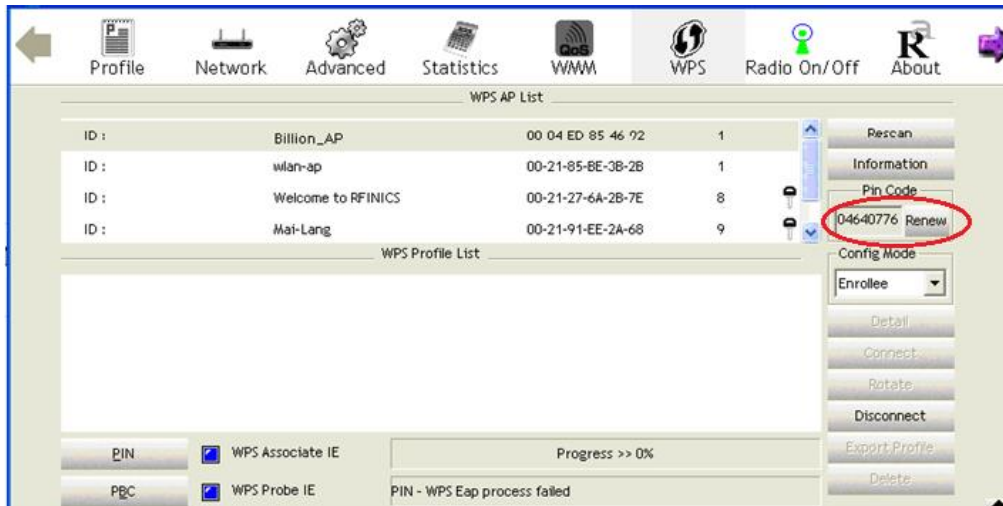 Profile Network Advanced Statistics QoS WMM WPS Radio On/Off R a About
WPS AP List
ID : Billion_AP 00 04 ED 85 46 92 1 Rescan
ID : wlan-ap 00-21-85-BE-3B-2B 1 Information
Pin Code
ID : Welcome to RFINICS 00-21-27-6A-2B-7E 8
04640776 Renew
ID : Mai-Lang 00-21-91-EE-2A-68 9
WPS Profile List
Config Mode
Enrollee
Detail
Connect
Rotate
Disconnect
PIN WPS Associate IE Progress >> 0% Export Profile
PBC WPS Probe IE PIN - WPS Eap process failed Delete